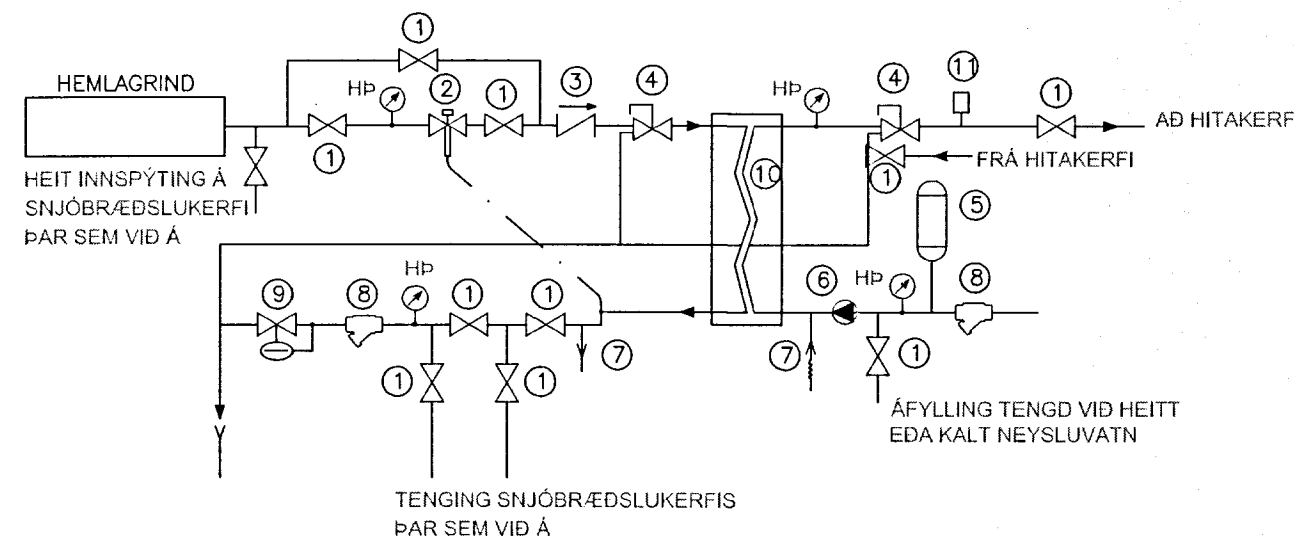 1
HEMLAGRIND
HÞ
2
1
3
4
HÞ
4
11
1
AÐ HITAKERF
FRÁ HITAKERFI
1
1
10
HEIT INNSPÝTING Á
SNJÓBRÆÐSLUKERFI
ÞAR SEM VIÐ Á
5
9
8
HÞ
1
1
6
HÞ
8
7
7
1
1
1
ÁFYLLING TENGD VIÐ HEITT
EÐA KALT NEYSLUVATN
TENGING SNJÓBRÆÐSLUKERFIS
ÞAR SEM VIÐ Á